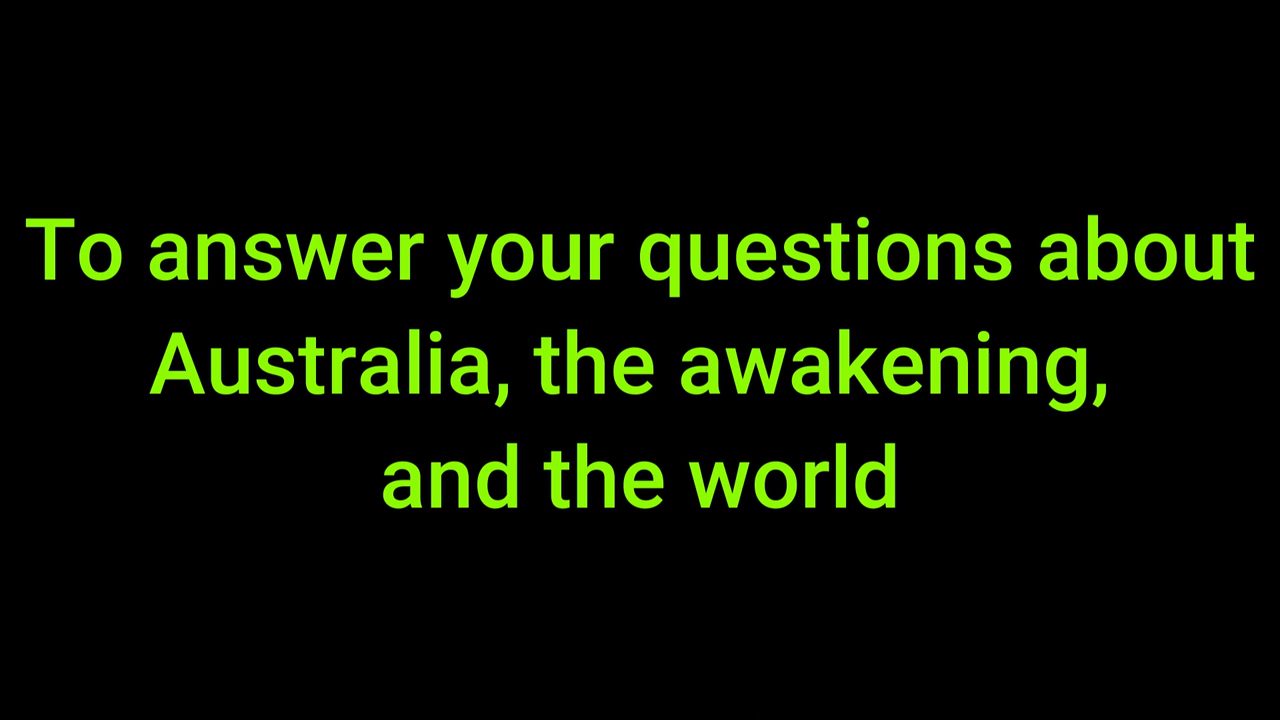 To answer your questions about
Australia, the awakening,
and the world